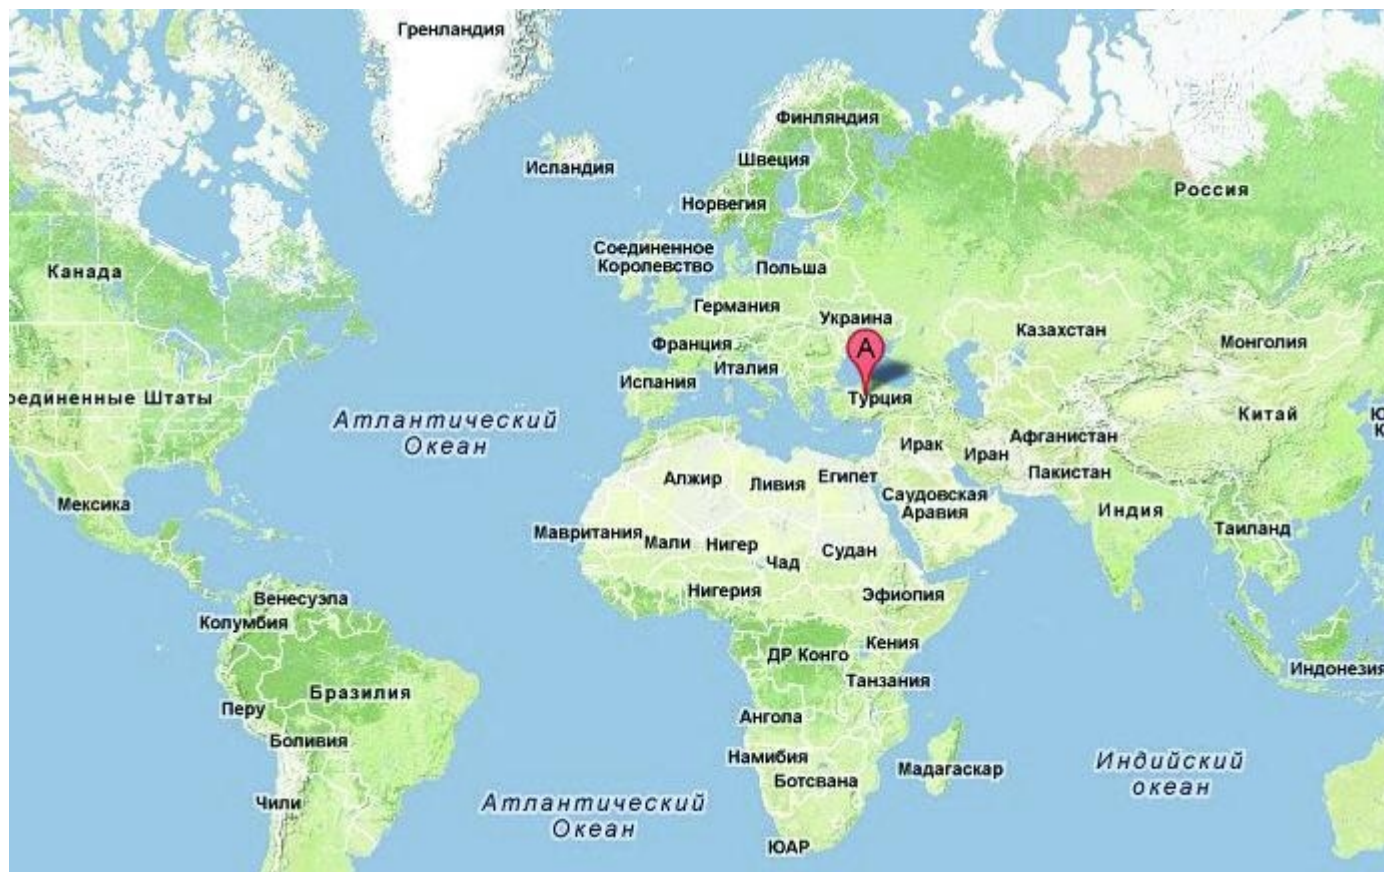 Гренландия
Финляндия
Исландия
Швеция
Россия
Норвегия
Соединенное
Королевство
Польша
Канада
Германия
Украина
Казахстан
Франция
Монголия
A
Италия
Испания
Турция
единенные Штаты
Атлантический
Океан
Китай
Ю
К
Афганистан
Ирак
Иран
Пакистан
Алжир
Ливия
Египет
Саудовская
Аравия
Мексика
Индия
Таиланд
Мавритания
Мали
Нигер
Судан
Чад
Нигерия
Эфиопия
Венесуэла
Колумбия
Кения
ДР Конго
Индонезия
Танзания
Бразилия
Перу
Ангола
Боливия
Намибия
Ботсвана
Мадагаскар
Индийский
океан
Чили
Атлантический
Океан
ЮАР